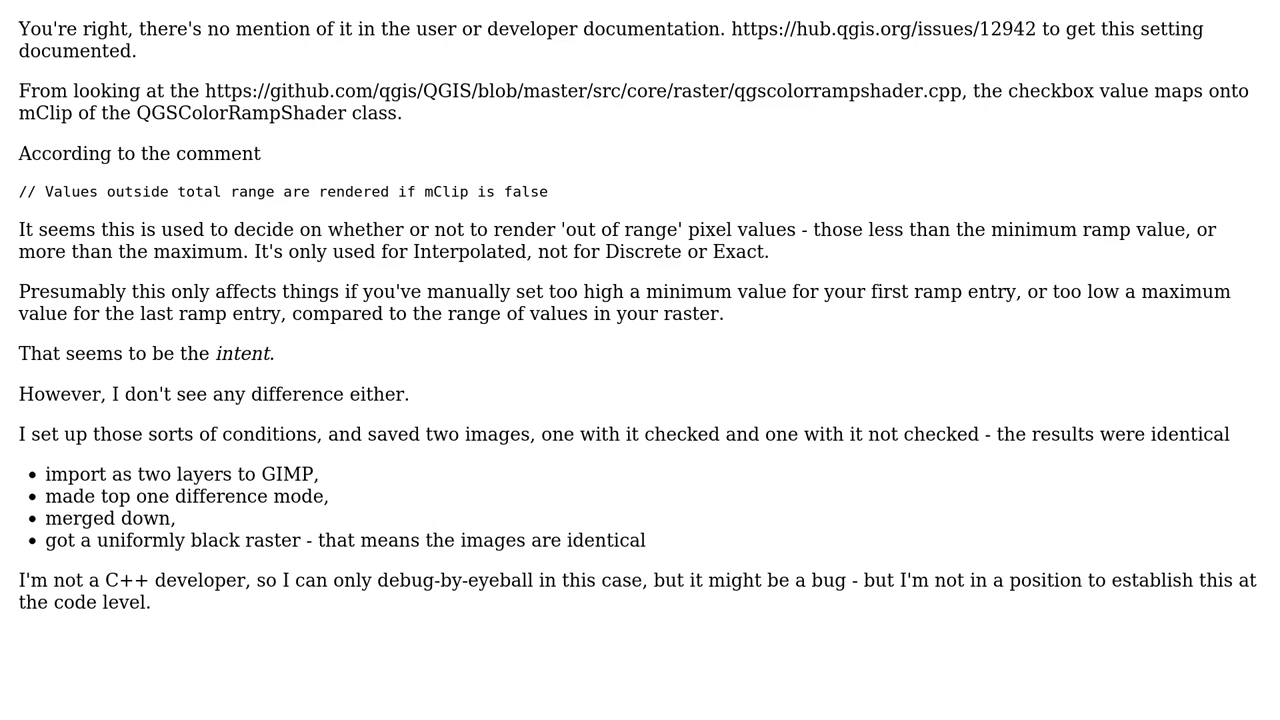 You're right, there's no mention of it in the user or developer documentation. https://hub.qgis.org/issues/12942 to get this setting
documented.
From looking at the https://github.com/qgis/QGIS/blob/master/src/core/raster/qgscolorrampshader.cpp, the checkbox value maps onto
mClip of the QGSColorRampShader class.
According to the comment
// Values outside total range are rendered if mClip is false
It seems this is used to decide on whether or not to render 'out of range' pixel values - those less than the minimum ramp value, or
more than the maximum. It's only used for Interpolated, not for Discrete or Exact.
Presumably this only affects things if you've manually set too high a minimum value for your first ramp entry, or too low a maximum
value for the last ramp entry, compared to the range of values in your raster.
That seems to be the intent.
However, I don't see any difference either.
I set up those sorts of conditions, and saved two images, one with it checked and one with it not checked - the results were identical
• import as two layers to GIMP,
• made top one difference mode,
• merged down,
• got a uniformly black raster - that means the images are identical
I'm not a C++ developer, so I can only debug-by-eyeball in this case, but it might be a bug - but I'm not in a position to establish this at
the code level.